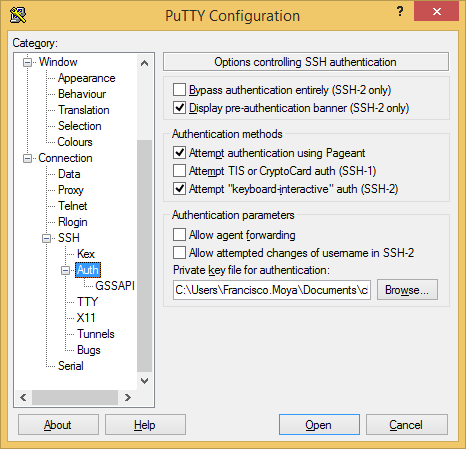 PuTTY Configuration
?
Category:
Window
Appearance
Behaviour
Translation
Selection
Colours
Connection
Data
Proxy
Telnet
Rlogin
SSH
Kex
Auth
GSSAPI
TTY
X11
Tunnels
Bugs
Serial
Options controlling SSH authentication
Bypass authentication entirely (SSH-2 only)
Display pre-authentication banner (SSH-2 only)
Authentication methods
Attempt authentication using Pageant
Attempt TIS or CryptoCard auth (SSH-1)
Attempt "keyboard-interactive" auth (SSH-2)
Authentication parameters
Allow agent forwarding
Allow attempted changes of username in SSH-2
Private key file for authentication:
C:\Users\Francisco.Moya\Documents\c
Browse...
About
Help
Open
Cancel